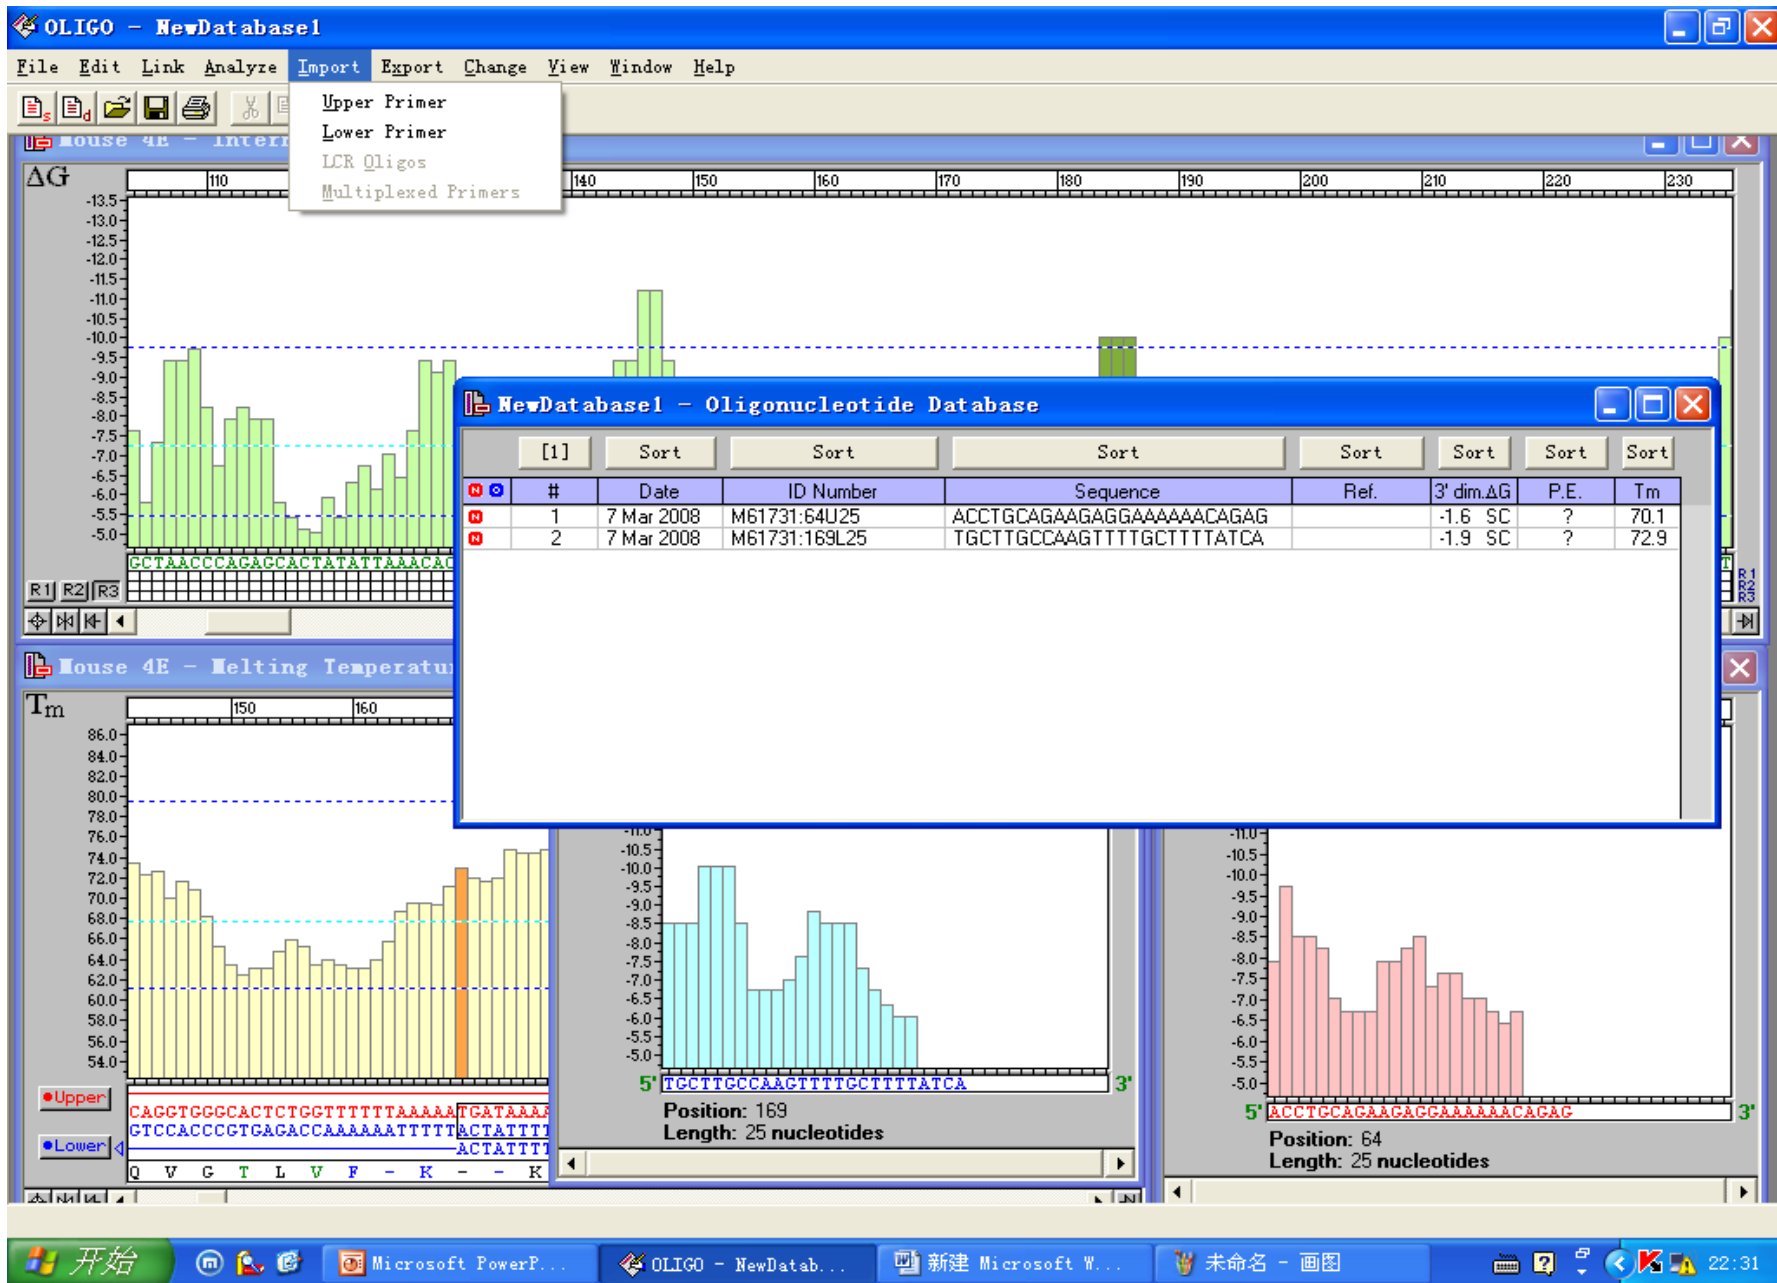 OLIGO - NewDatabase1
File Edit Link Analyze Import Export Change View Window Help
Upper Primer
Lower Primer
LCR Oligos
Multiplexed Primers
Mouse 4E - Intern
ΔG
110 140 150 160 170 180 190 200 210 220 230
-13.5
-13.0
-12.5
-12.0
-11.5
-11.0
-10.5
-10.0
-9.5
-9.0
-8.5
-8.0
-7.5
-7.0
-6.5
-6.0
-5.5
-5.0
GCTAACCCAGAGCACTATATTAAACAC
T
R1 R2 R3
R1
R2
R3
NewDatabase1 - Oligonucleotide Database
[1] Sort Sort Sort Sort Sort Sort Sort
N O # Date ID Number Sequence Ref. 3' dim.ΔG P.E. Tm
N 1 7 Mar 2008 M61731:64U25 ACCTGCAGAAGAGGAAAAAACAGAG -1.6 SC ? 70.1
N 2 7 Mar 2008 M61731:169L25 TGCTTGCCAAGTTTTGCTTTTATCA -1.9 SC ? 72.9
Mouse 4E - Melting Temperatu
Tm
150 160
86.0
84.0
82.0
80.0
78.0
76.0
74.0
72.0
70.0
68.0
66.0
64.0
62.0
60.0
58.0
56.0
54.0
Upper
CAGGTGGGCACTCTGGTTTTTTAAAAATGATAAAA
GTCCACCCGTGAGACCAAAAAATTTTTACTATTTT
Lower
ACTATTTT
Q V G T L V F - K - - K
-11.0
-10.5
-10.0
-9.5
-9.0
-8.5
-8.0
-7.5
-7.0
-6.5
-6.0
-5.5
-5.0
5' TGCTTGCCAAGTTTTGCTTTTATCA 3'
Position: 169
Length: 25 nucleotides
-11.0
-10.5
-10.0
-9.5
-9.0
-8.5
-8.0
-7.5
-7.0
-6.5
-6.0
-5.5
-5.0
5' ACCTGCAGAAGAGGAAAAAACAGAG 3'
Position: 64
Length: 25 nucleotides
开始 Microsoft PowerP... OLIGO - NewDatab... 新建 Microsoft W... 未命名 - 画图 22:31